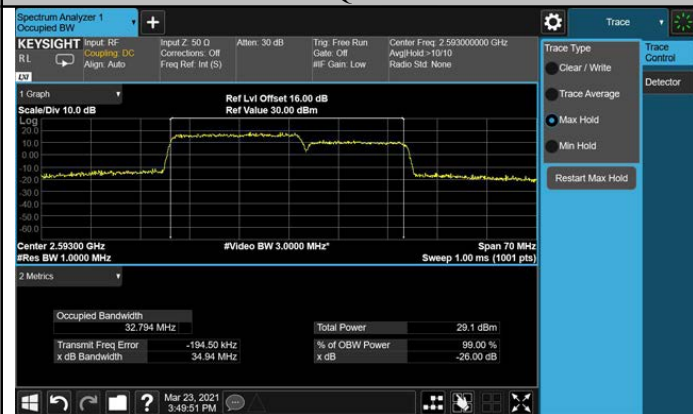 Spectrum Analyzer 1
Occupied BW
+
Trace
KEYSIGHT
RL
LXI
Input: RF
Coupling: DC
Align: Auto
Input Z: 50 Ω
Corrections: Off
Freq Ref: Int (S)
Atten: 30 dB
Trig: Free Run
Gate: Off
#IF Gain: Low
Center Freq: 2.593000000 GHz
Avg|Hold:>10/10
Radio Std: None
Trace Type
Clear / Write
Trace Average
Max Hold
Min Hold
Restart Max Hold
Trace
Control
Detector
1 Graph
Scale/Div 10.0 dB
Ref Lvl Offset 16.00 dB
Ref Value 30.00 dBm
Log
20.0
10.0
0.00
-10.0
-20.0
-30.0
-40.0
-50.0
-60.0
Center 2.59300 GHz
#Res BW 1.0000 MHz
#Video BW 3.0000 MHz*
Span 70 MHz
Sweep 1.00 ms (1001 pts)
2 Metrics
Occupied Bandwidth
32.794 MHz
Transmit Freq Error -194.50 kHz
x dB Bandwidth 34.94 MHz
Total Power 29.1 dBm
% of OBW Power 99.00 %
x dB -26.00 dB
?
Mar 23, 2021
3:49:51 PM